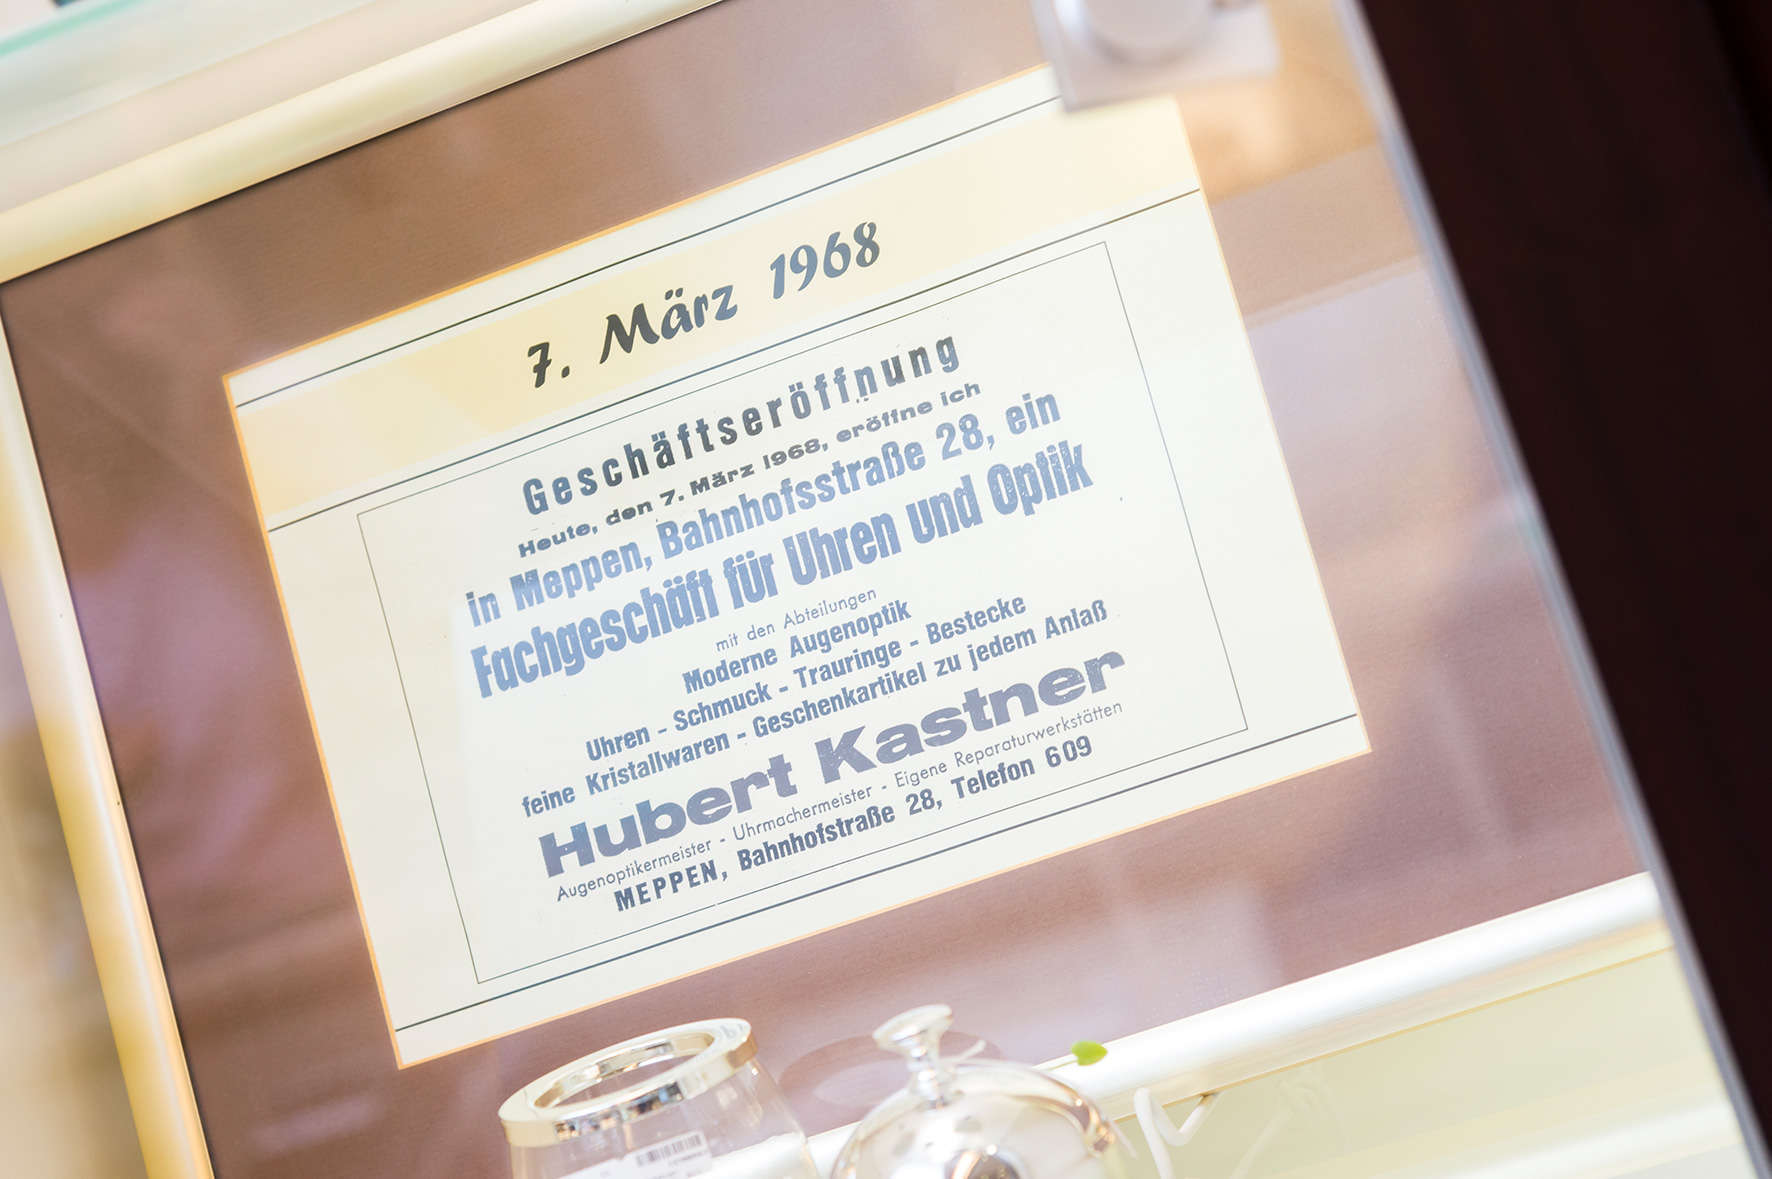 7. März 1968
Geschäftseröffnung
Heute, den 7. März 1968, eröffne ich
in Meppen, Bahnhofsstraße 28, ein
Fachgeschäft für Uhren und Optik
mit den Abteilungen
Moderne Augenoptik
Uhren - Schmuck - Trauringe - Bestecke
feine Kristallwaren - Geschenkartikel zu jedem Anlaß
Hubert Kastner
Augenoptikermeister - Uhrmachermeister - Eigene Reparaturwerkstätten
MEPPEN, Bahnhofstraße 28, Telefon 609